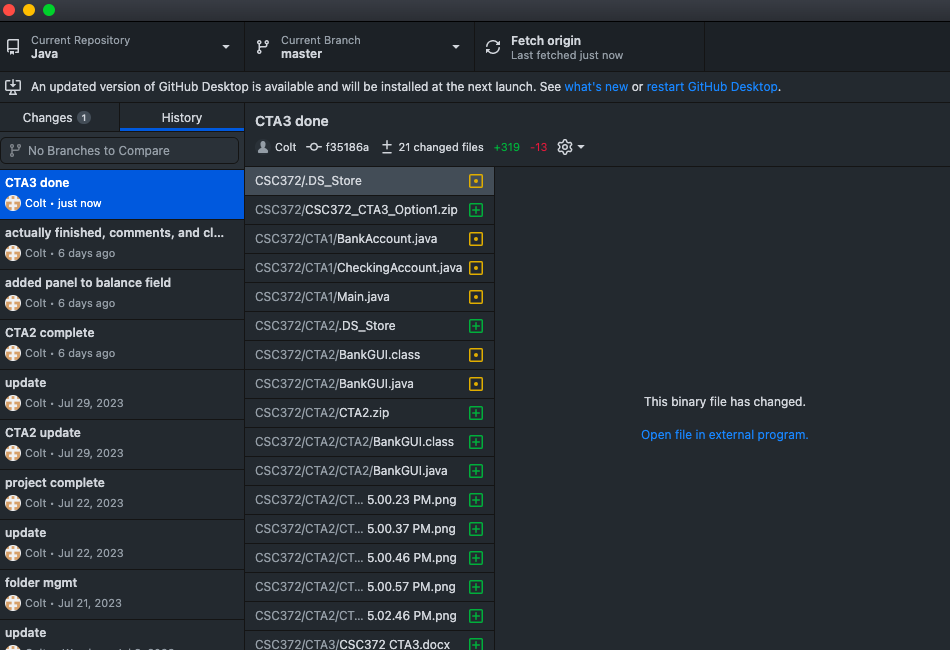 Current Repository
Java
Current Branch
master
Fetch origin
Last fetched just now
An updated version of GitHub Desktop is available and will be installed at the next launch. See what's new or restart GitHub Desktop.
Changes 1
History
No Branches to Compare
CTA3 done
Colt • just now
actually finished, comments, and cl...
Colt • 6 days ago
added panel to balance field
Colt • 6 days ago
CTA2 complete
Colt • 6 days ago
update
Colt • Jul 29, 2023
CTA2 update
Colt • Jul 29, 2023
project complete
Colt • Jul 22, 2023
update
Colt • Jul 22, 2023
folder mgmt
Colt • Jul 21, 2023
update
CTA3 done
Colt f35186a 21 changed files +319 -13
CSC372/.DS_Store
CSC372/CSC372_CTA3_Option1.zip
CSC372/CTA1/BankAccount.java
CSC372/CTA1/CheckingAccount.java
CSC372/CTA1/Main.java
CSC372/CTA2/.DS_Store
CSC372/CTA2/BankGUI.class
CSC372/CTA2/BankGUI.java
CSC372/CTA2/CTA2.zip
CSC372/CTA2/CTA2/BankGUI.class
CSC372/CTA2/CTA2/BankGUI.java
CSC372/CTA2/CT... 5.00.23 PM.png
CSC372/CTA2/CT... 5.00.37 PM.png
CSC372/CTA2/CT... 5.00.46 PM.png
CSC372/CTA2/CT... 5.00.57 PM.png
CSC372/CTA2/CT... 5.02.46 PM.png
CSC372/CTA3/CSC372 CTA3.docx
This binary file has changed.
Open file in external program.